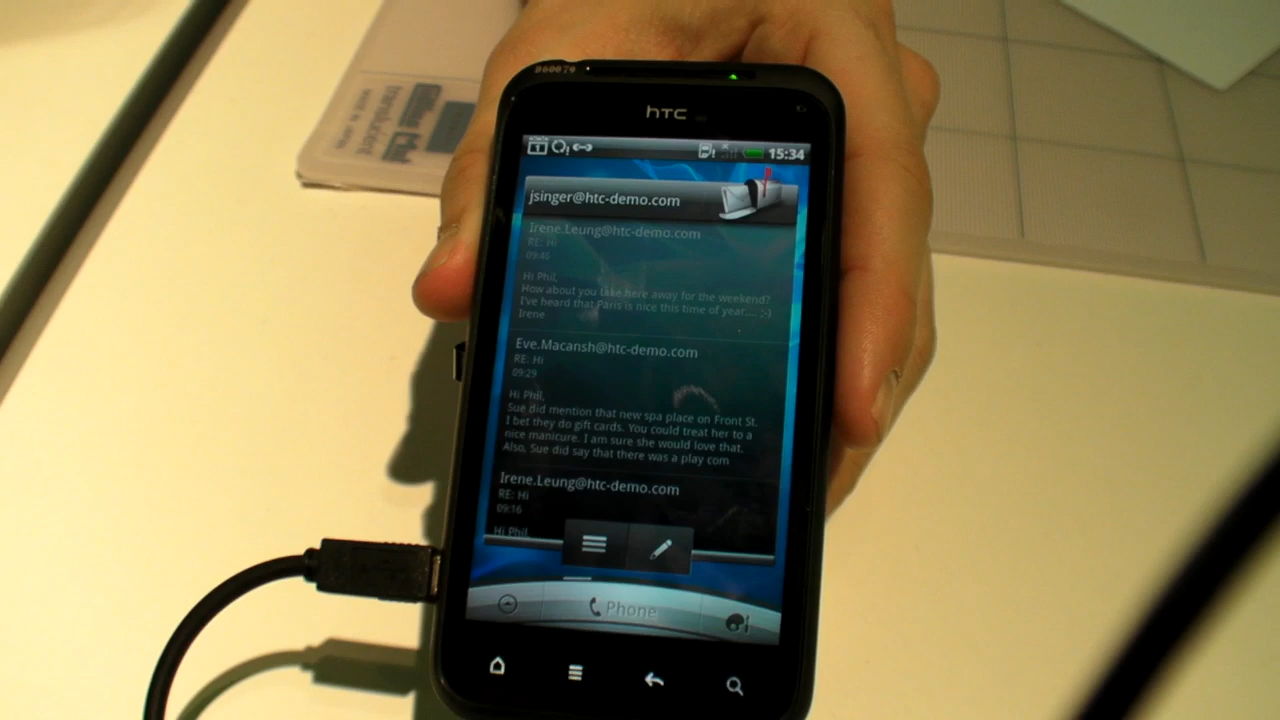 B60079
hTC
15:34
jsinger@htc-demo.com
Irene.Leung@htc-demo.com
RE: Hi
09:46
Hi Phil,
How about you take here away for the weekend?
I've heard that Paris is nice this time of year.... ;-)
Irene
Eve.Macansh@htc-demo.com
RE: Hi
09:29
Hi Phil,
Sue did mention that new spa place on Front St.
I bet they do gift cards. You could treat her to a
nice manicure. I am sure she would love that.
Also, Sue did say that there was a play com
Irene.Leung@htc-demo.com
RE: Hi
09:16
Hi Phil,
Phone
translucent